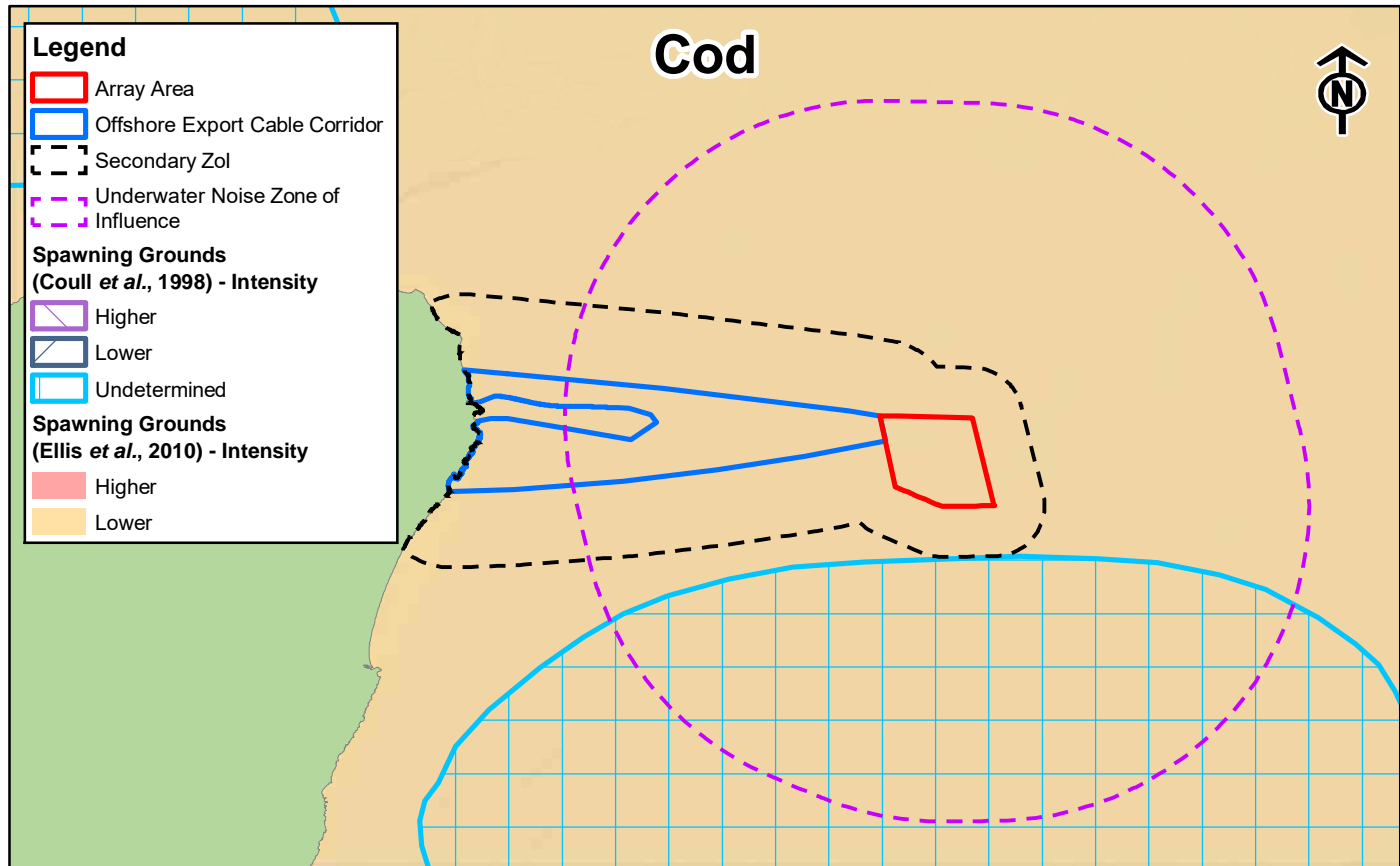 Cod
N
Legend
Array Area
Offshore Export Cable Corridor
Secondary ZoI
Underwater Noise Zone of
Influence
Spawning Grounds
(Coull et al., 1998) - Intensity
Higher
Lower
Undetermined
Spawning Grounds
(Ellis et al., 2010) - Intensity
Higher
Lower